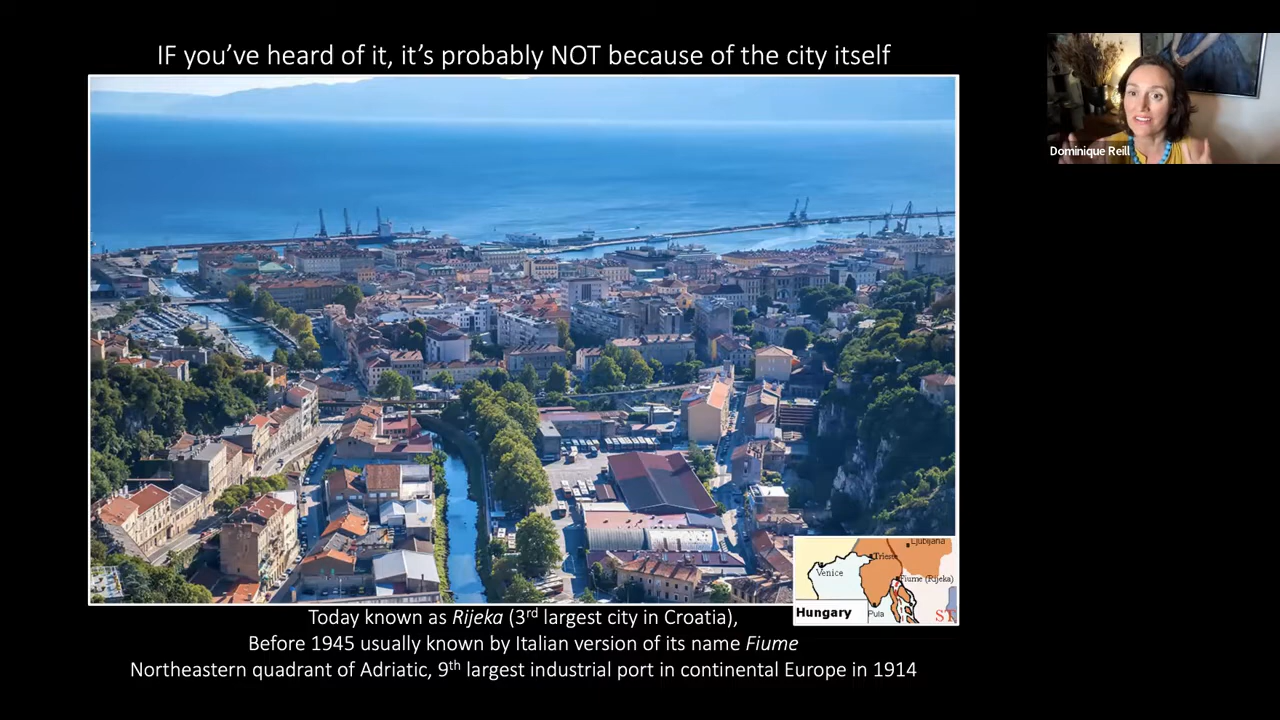 IF you've heard of it, it's probably NOT because of the city itself
Dominique Reill
Ljubljana
Trieste
Venice
Fiume (Rijeka)
Hungary
Pula
ST
Today known as Rijeka (3rd largest city in Croatia),
Before 1945 usually known by Italian version of its name Fiume
Northeastern quadrant of Adriatic, 9th largest industrial port in continental Europe in 1914